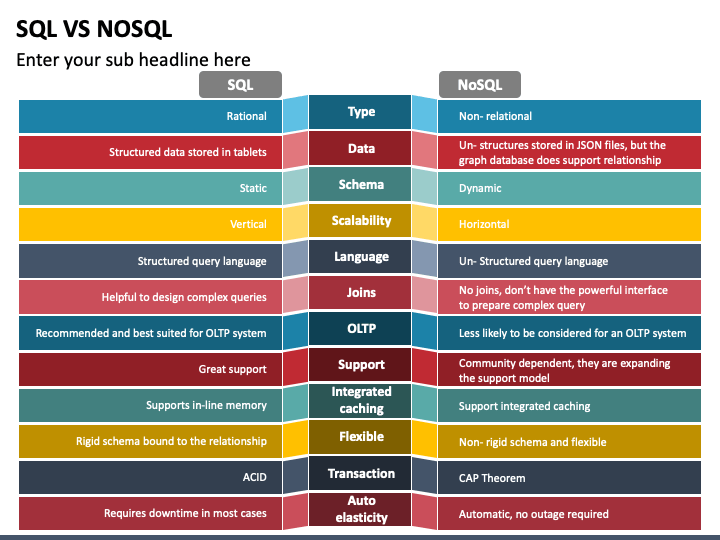 SQL VS NOSQL
Enter your sub headline here
SQL
NoSQL
Rational
Type
Non- relational
Structured data stored in tablets
Data
Un- structures stored in JSON files, but the
graph database does support relationship
Static
Schema
Dynamic
Vertical
Scalability
Horizontal
Structured query language
Language
Un- Structured query language
Helpful to design complex queries
Joins
No joins, don't have the powerful interface
to prepare complex query
Recommended and best suited for OLTP system
OLTP
Less likely to be considered for an OLTP system
Great support
Support
Community dependent, they are expanding
the support model
Supports in-line memory
Integrated
caching
Support integrated caching
Rigid schema bound to the relationship
Flexible
Non- rigid schema and flexible
ACID
Transaction
CAP Theorem
Requires downtime in most cases
Auto
elasticity
Automatic, no outage required